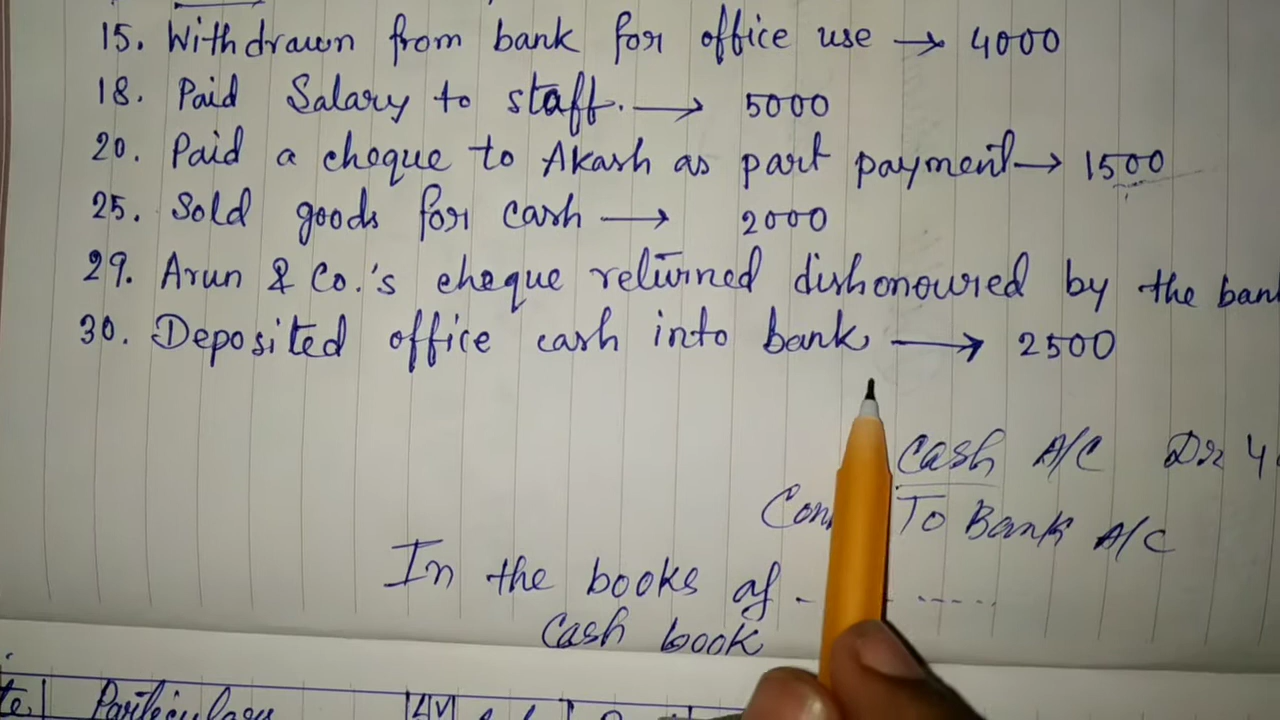 15. Withdrawn from bank for office use → 4000
18. Paid Salary to staff. → 5000
20. Paid a cheque to Akash as part payment → 1500
25. Sold goods for cash → 2000
29. Arun & Co.'s cheque returned dishonoured by the
30. Deposited office cash into bank → 2500
Cash A/C Dr 4
To Bank A/C
In the books of - ......
Cash book
Particulars